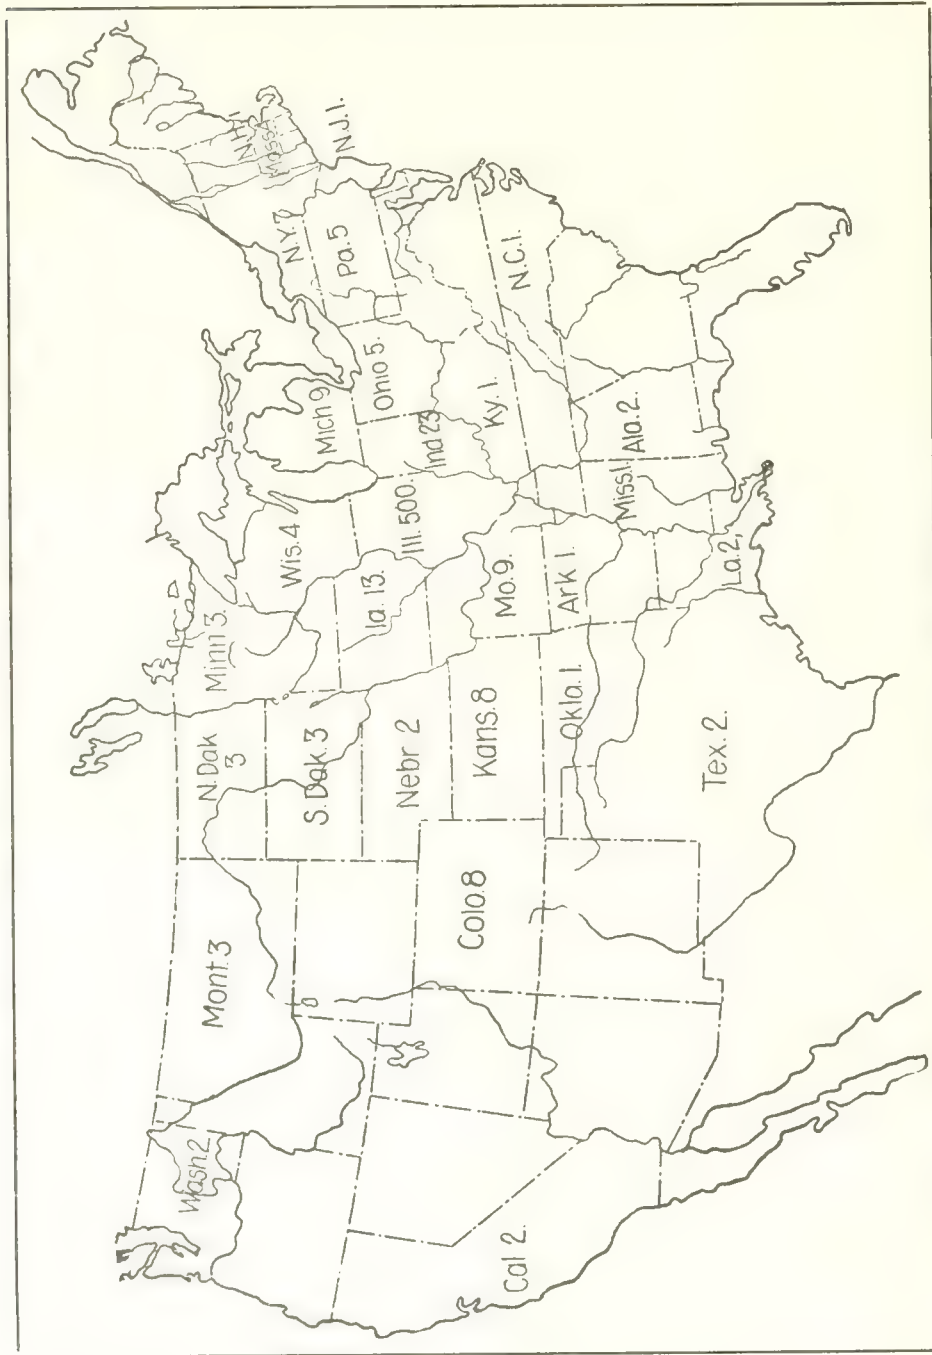 Wash 2
Mont. 3
N. Dak
3
Minn 3.
Wis. 4
Mich 9
N.Y. 7
N.H. 1
Mass. 4
N.J. 1.
S. Dak. 3
Ia. 13.
Ill. 500.
Ind 23
Ohio 5.
Pa. 5
Nebr 2
Colo. 8
Kans. 8
Mo. 9.
Ky. 1.
N.C. 1.
Cal 2.
Okla. 1.
Ark 1.
Miss. 1.
Ala. 2.
Tex. 2.
La. 2,